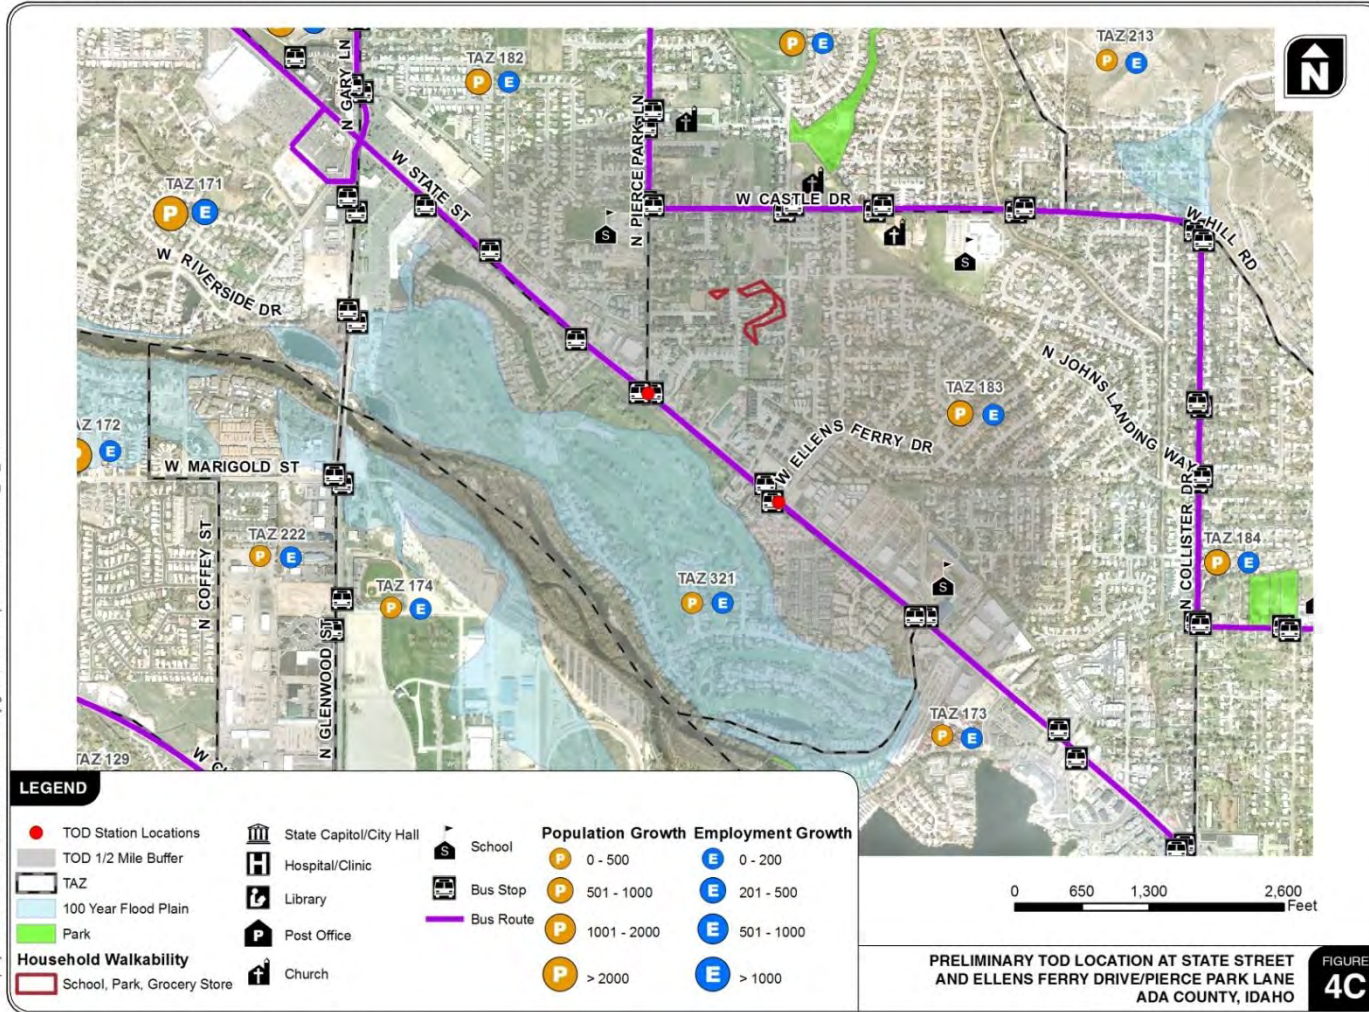 N
TAZ 182
TAZ 213
P E
P E
P E
P E
N GARY LN
N PIERCE PARK LN
W STATE ST
TAZ 171
P E
W CASTLE DR
W HILL RD
S
S
W RIVERSIDE DR
N JOHNS LANDING WAY
TAZ 183
P E
W ELLENS FERRY DR
AZ 172
E
W MARIGOLD ST
N COFFEY ST
TAZ 222
P E
N COLLISTER DR
TAZ 184
P E
TAZ 174
P E
TAZ 321
P E
S
N GLENWOOD ST
TAZ 173
P E
TAZ 129
LEGEND
TOD Station Locations
TOD 1/2 Mile Buffer
TAZ
100 Year Flood Plain
Park
Household Walkability
School, Park, Grocery Store
State Capitol/City Hall
H Hospital/Clinic
Library
P Post Office
Church
S School
Bus Stop
Bus Route
Population Growth
P 0 - 500
P 501 - 1000
P 1001 - 2000
P > 2000
Employment Growth
E 0 - 200
E 201 - 500
E 501 - 1000
E > 1000
0 650 1,300 2,600
Feet
PRELIMINARY TOD LOCATION AT STATE STREET
AND ELLENS FERRY DRIVE/PIERCE PARK LANE
ADA COUNTY, IDAHO
FIGURE
4C